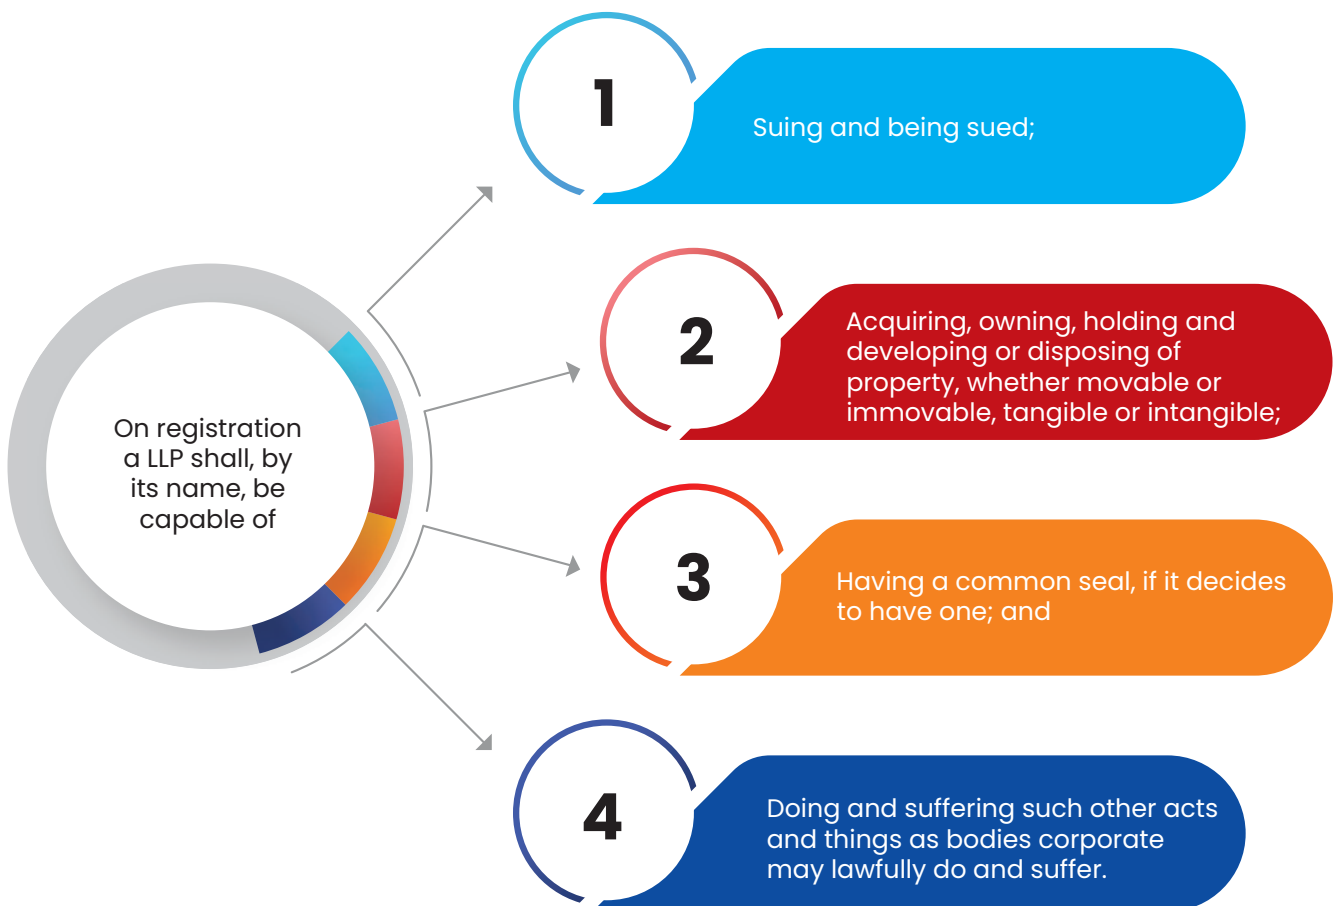 On registration
a LLP shall, by
its name, be
capable of
1
Suing and being sued;
2
Acquiring, owning, holding and
developing or disposing of
property, whether movable or
immovable, tangible or intangible;
3
Having a common seal, if it decides
to have one; and
4
Doing and suffering such other acts
and things as bodies corporate
may lawfully do and suffer.